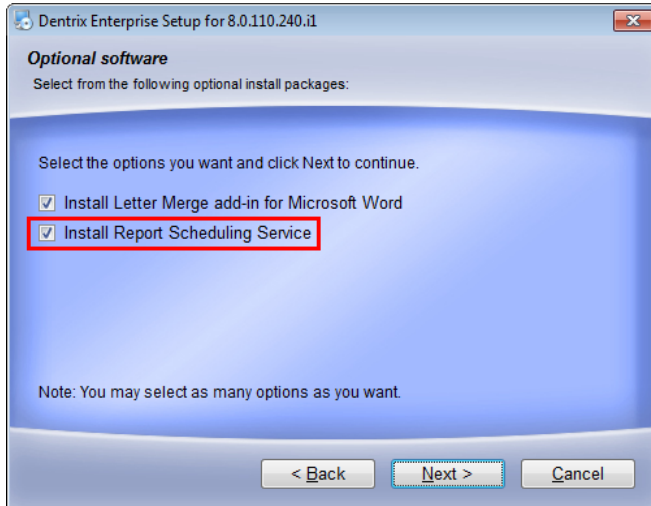 Dentrix Enterprise Setup for 8.0.110.240.i1
Optional software
Select from the following optional install packages:
Select the options you want and click Next to continue.
Install Letter Merge add-in for Microsoft Word
Install Report Scheduling Service
Note: You may select as many options as you want.
< Back Next > Cancel